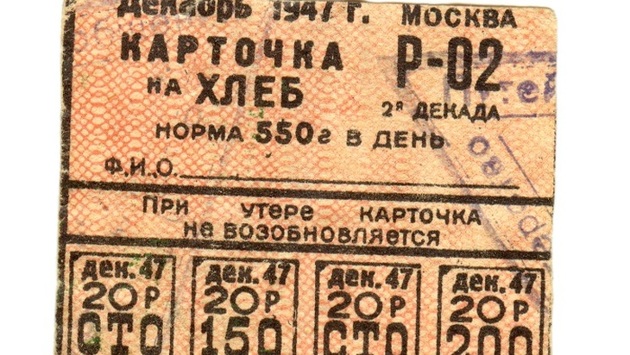 Декабрь 1947 г. МОСКВА
КАРТОЧКА Р-02
НА ХЛЕБ 2я ДЕКАДА
НОРМА 550г В ДЕНЬ
Ф.И.О.
При утере карточка
не возобновляется
дек. 47 дек. 47 дек. 47 дек. 47
20 Р 20 Р 20 Р 20 Р
СТО 150 СТО 200